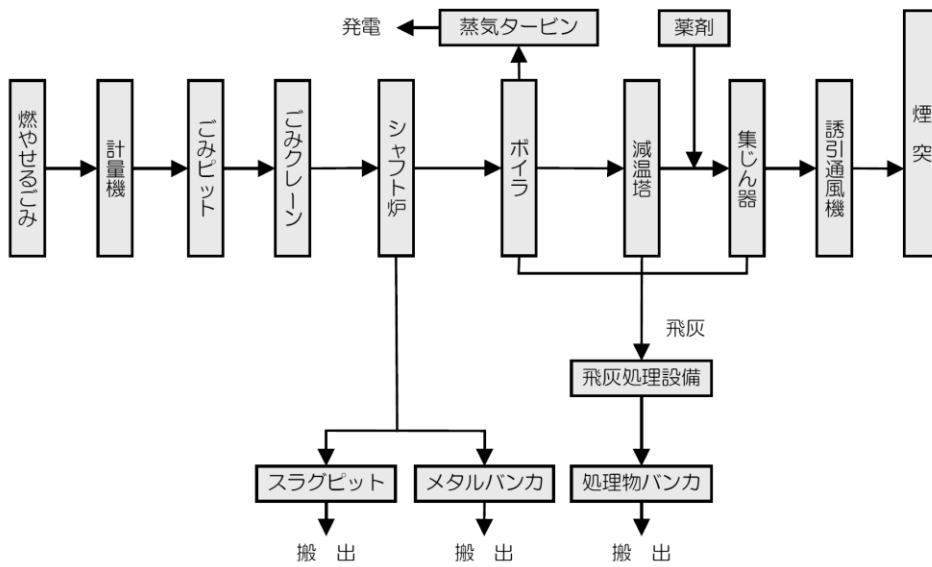 発電
蒸気タービン
薬剤
燃やせるごみ
計量機
ごみピット
ごみクレーン
シャフト炉
ボイラ
減温塔
集じん器
誘引通風機
煙突
飛灰
飛灰処理設備
スラグピット
メタルバンカ
処理物バンカ
搬 出
搬 出
搬 出